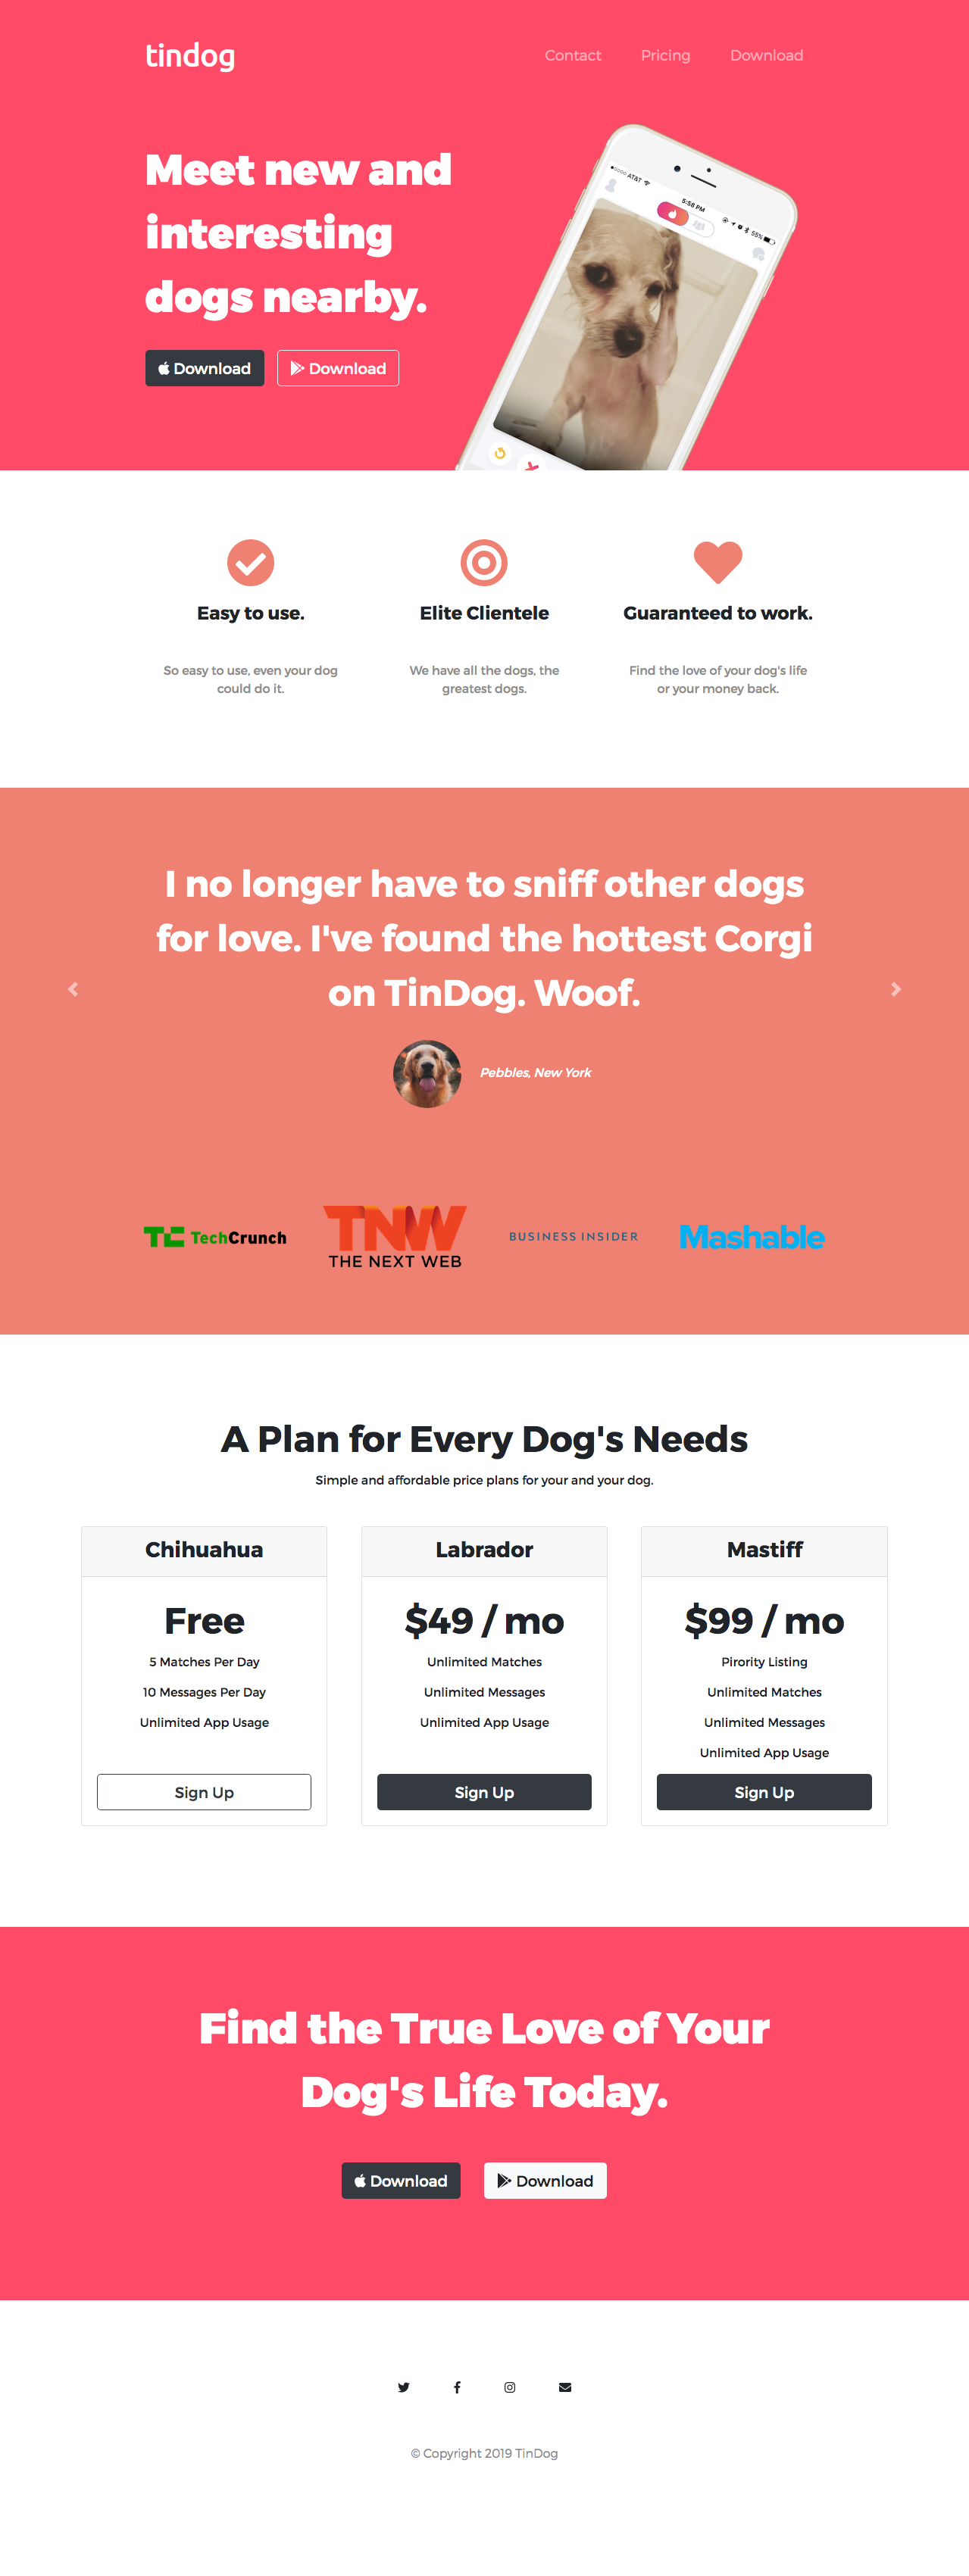 tindog
Contact Pricing Download
Meet new and
interesting
dogs nearby.
Download Download
AT&T 5:58 PM 55%
Easy to use. Elite Clientele Guaranteed to work.
So easy to use, even your dog
could do it.
We have all the dogs, the
greatest dogs.
Find the love of your dog's life
or your money back.
I no longer have to sniff other dogs
for love. I've found the hottest Corgi
on TinDog. Woof.
Pebbles, New York
TC TechCrunch
TNW
THE NEXT WEB
BUSINESS INSIDER
Mashable
A Plan for Every Dog's Needs
Simple and affordable price plans for your and your dog.
Chihuahua
Free
5 Matches Per Day
10 Messages Per Day
Unlimited App Usage
Sign Up
Labrador
$49 / mo
Unlimited Matches
Unlimited Messages
Unlimited App Usage
Sign Up
Mastiff
$99 / mo
Pirority Listing
Unlimited Matches
Unlimited Messages
Unlimited App Usage
Sign Up
Find the True Love of Your
Dog's Life Today.
Download Download
© Copyright 2019 TinDog